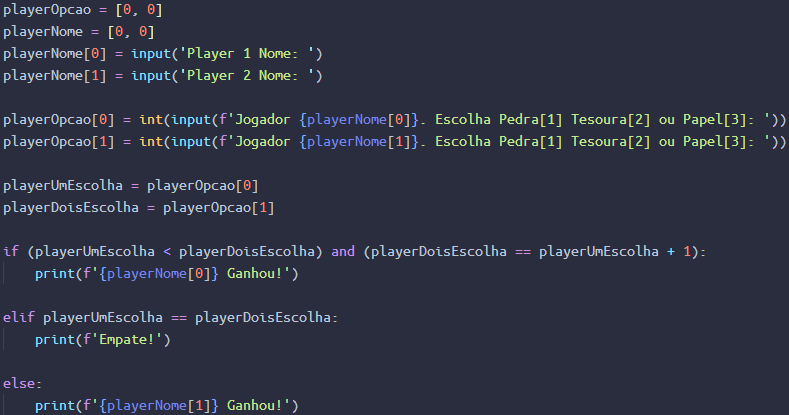 playerOpcao = [0, 0]
playerNome = [0, 0]
playerNome[0] = input('Player 1 Nome: ')
playerNome[1] = input('Player 2 Nome: ')
playerOpcao[0] = int(input(f'Jogador {playerNome[0]}. Escolha Pedra[1] Tesoura[2] ou Papel[3]: '))
playerOpcao[1] = int(input(f'Jogador {playerNome[1]}. Escolha Pedra[1] Tesoura[2] ou Papel[3]: '))
playerUmEscolha = playerOpcao[0]
playerDoisEscolha = playerOpcao[1]
if (playerUmEscolha < playerDoisEscolha) and (playerDoisEscolha == playerUmEscolha + 1):
    print(f'{playerNome[0]} Ganhou!')
elif playerUmEscolha == playerDoisEscolha:
    print(f'Empate!')
else:
    print(f'{playerNome[1]} Ganhou!')